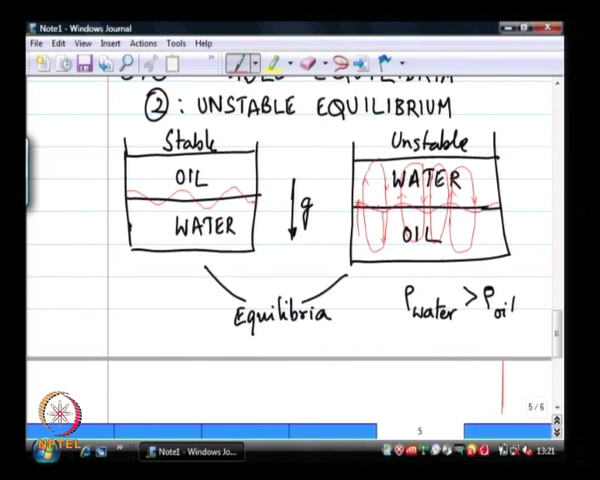 Note1 - Windows Journal
File Edit View Insert Actions Tools Help
② : UNSTABLE EQUILIBRIUM
Stable
Unstable
OIL
WATER
g
WATER
OIL
Equilibria
ρwater > ρoil
5/6
5
NPTEL
Note1 - Windows Jo...
13:21